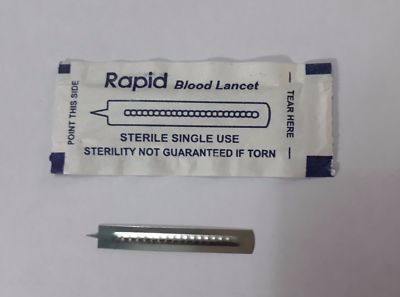 Rapid Blood Lancet
POINT THIS SIDE
TEAR HERE
STERILE SINGLE USE
STERILITY NOT GUARANTEED IF TORN